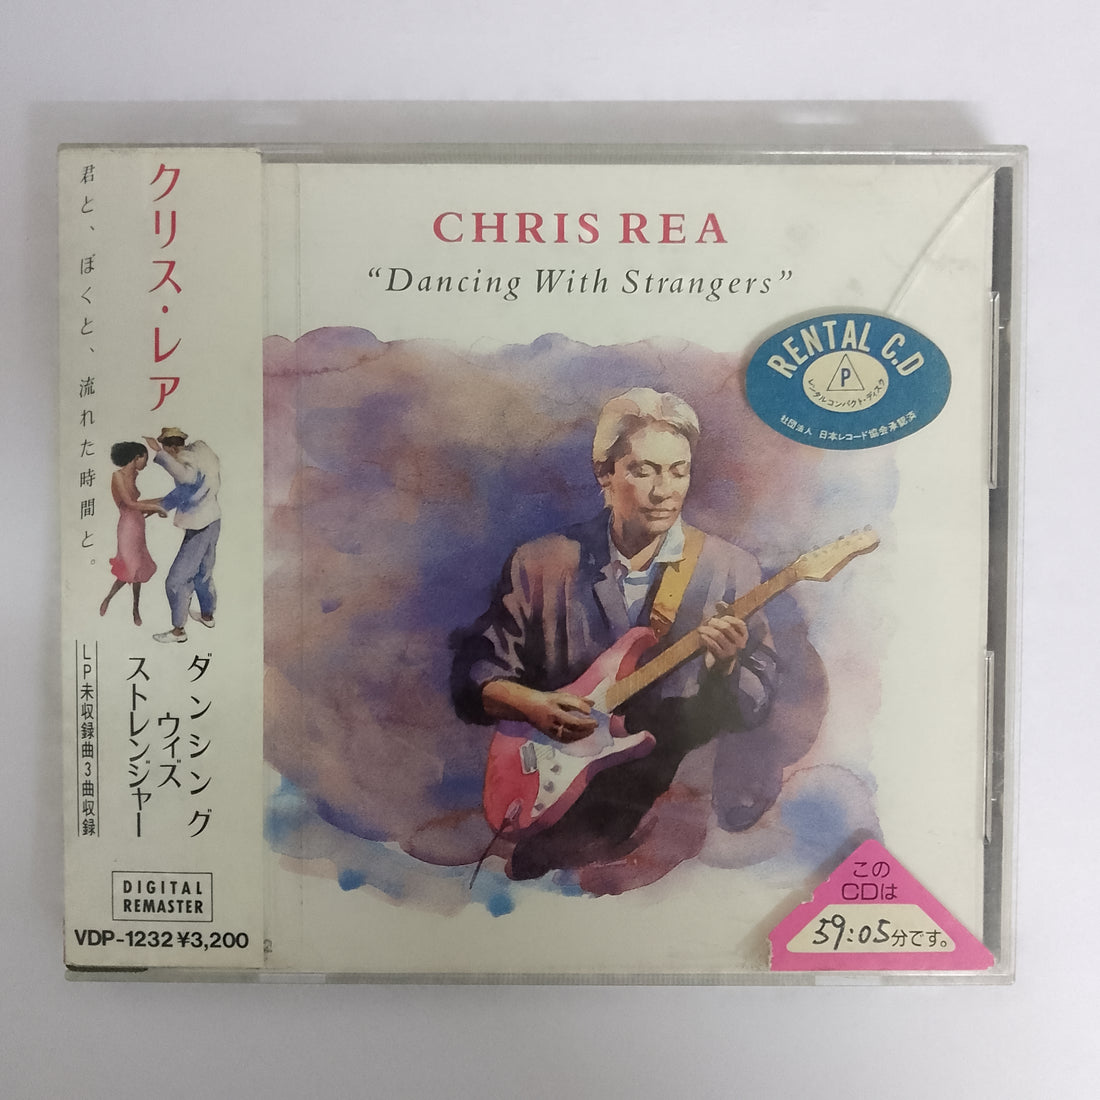 クリス・レア
君と、ぼくと、流れた時間と。
ダンシング
ウィズ
ストレンジャー
LP未収録曲3曲収録
DIGITAL
REMASTER
VDP-1232 ¥3,200
CHRIS REA
“Dancing With Strangers”
RENTAL C.D
P
レンタルコンパクト・ディスク
社団法人 日本レコード協会承認済
この
CDは
59:05分です。